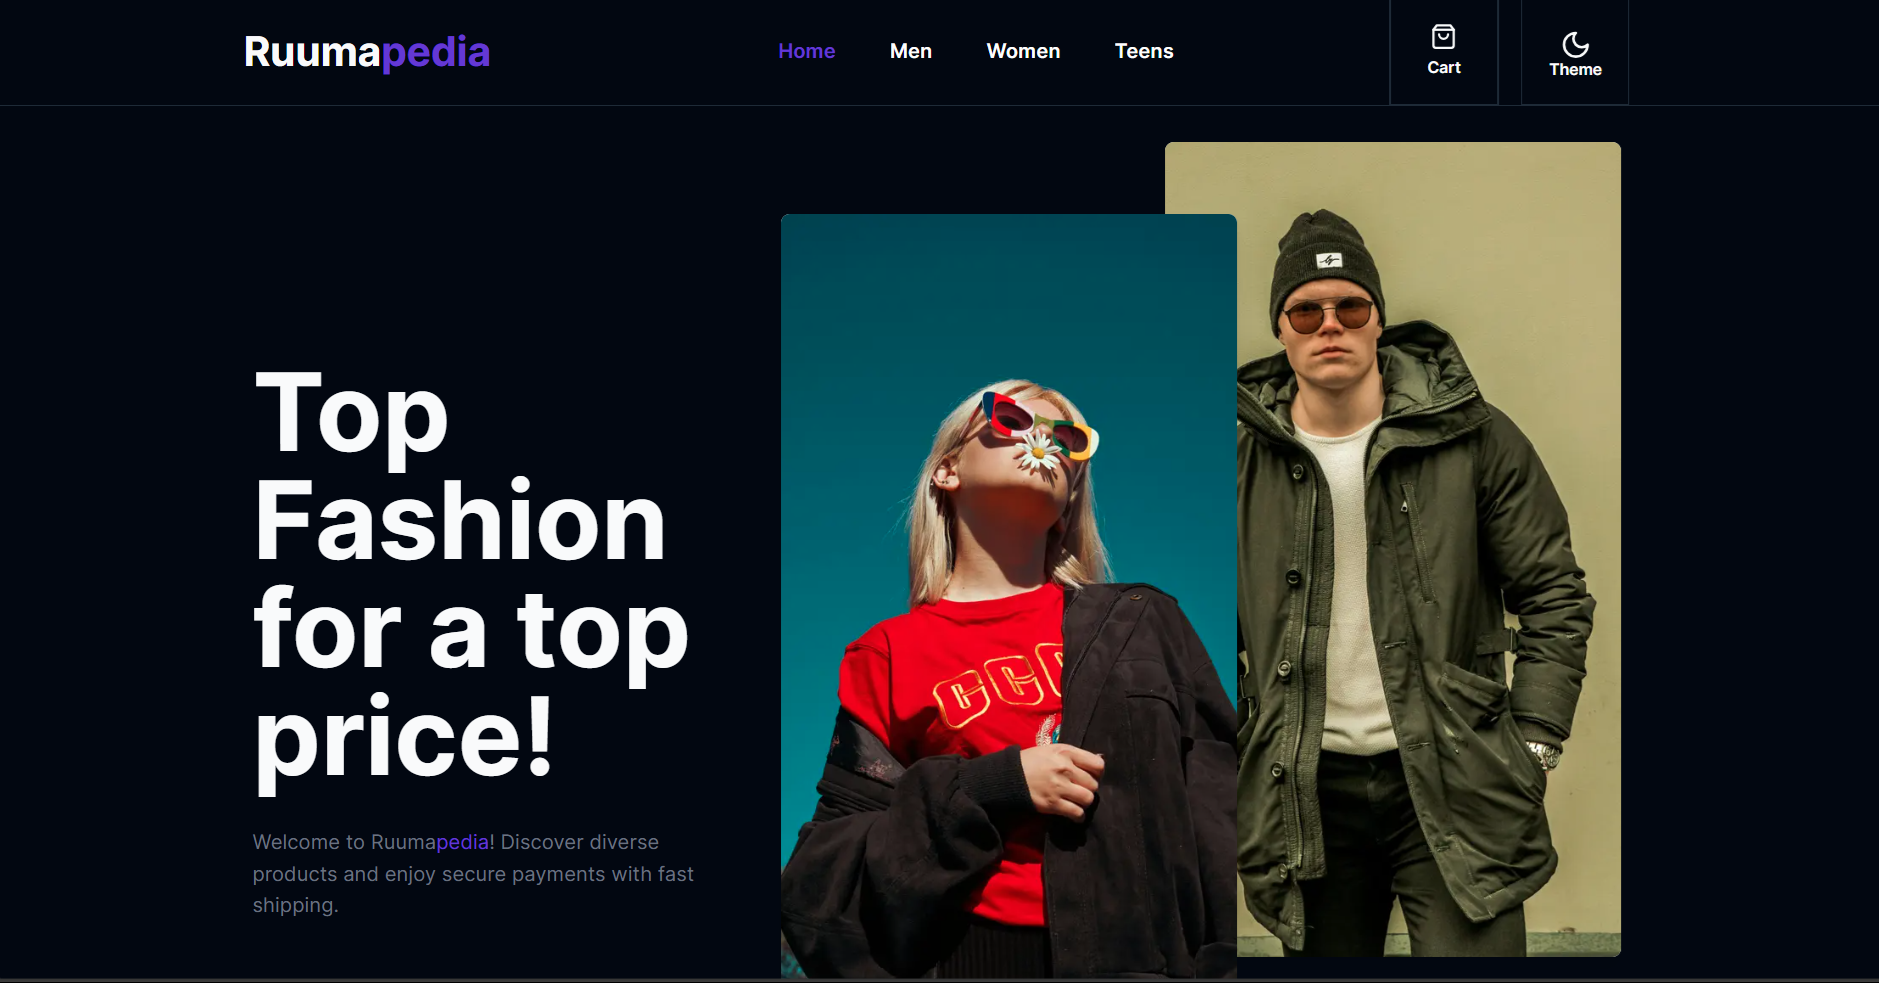 Ruumapedia
Home
Men
Women
Teens
Cart
Theme
Top
Fashion
for a top
price!
Welcome to Ruumapedia! Discover diverse
products and enjoy secure payments with fast
shipping.